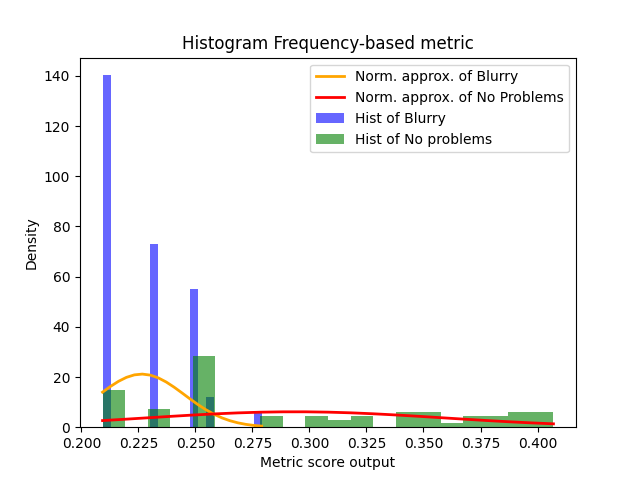 Histogram Frequency-based metric
Norm. approx. of Blurry
Norm. approx. of No Problems
Hist of Blurry
Hist of No problems
Density
140
120
100
80
60
40
20
0
0.200 0.225 0.250 0.275 0.300 0.325 0.350 0.375 0.400
Metric score output